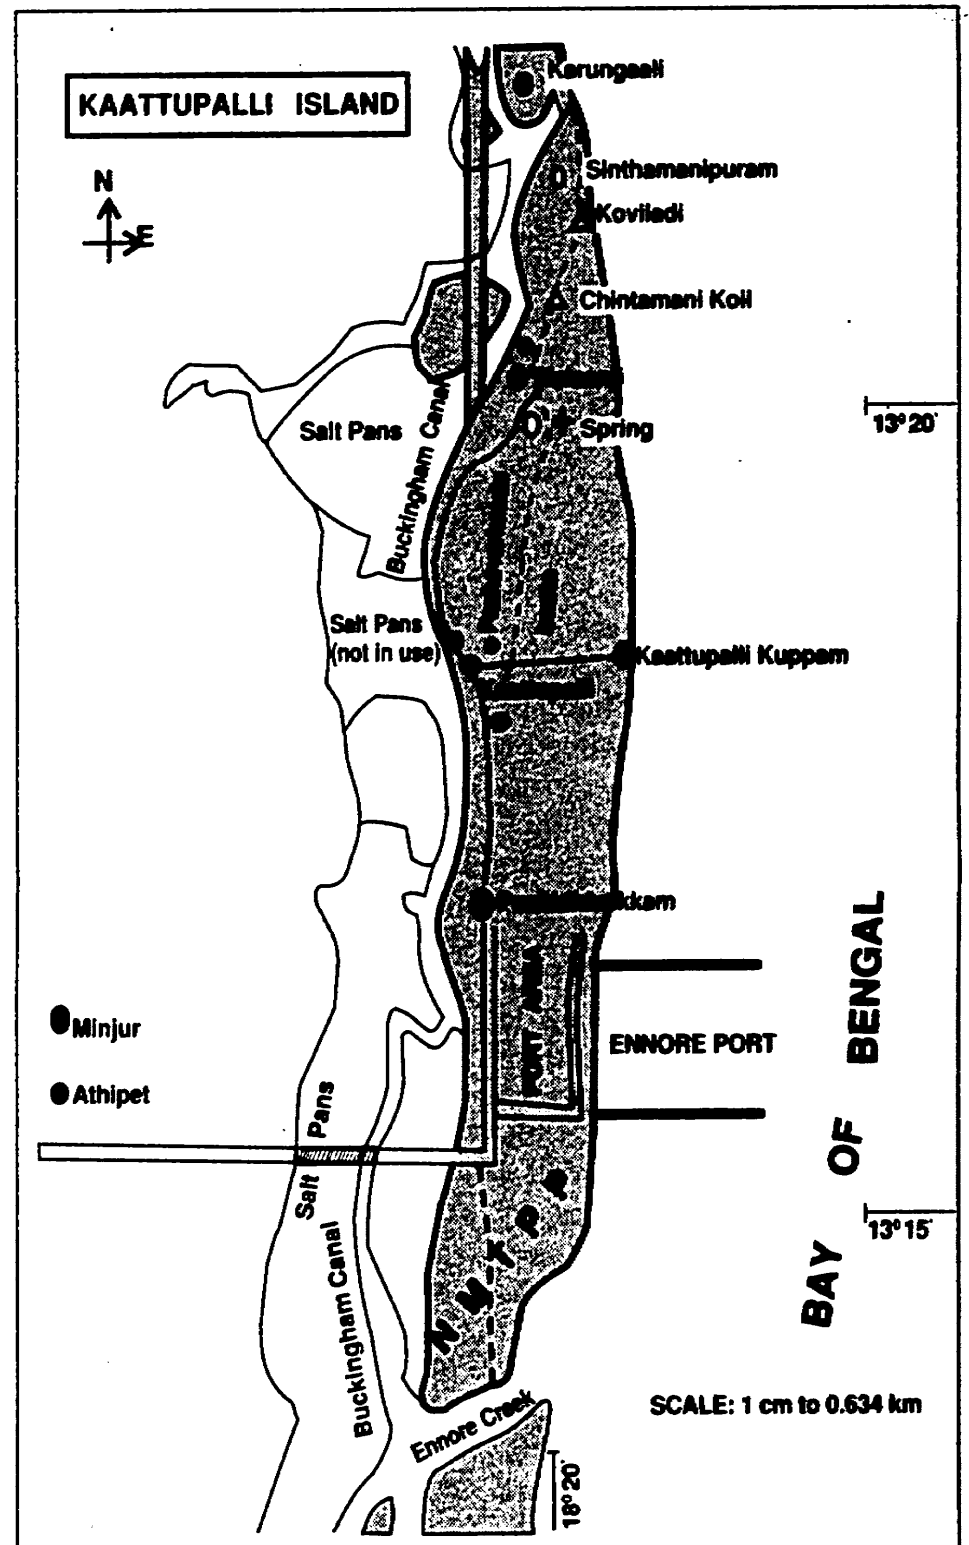 KAATTUPALLI ISLAND
N
E
Karungaali
Sinthamanipuram
Koviladi
Chintamani Koil
13° 20'
Spring
Salt Pans
Buckingham Canal
Salt Pans
(not in use)
Kaattupalli Kuppam
PORT AREA
ENNORE PORT
BAY OF BENGAL
Minjur
Athipet
Salt Pans
Buckingham Canal
13° 15'
SCALE: 1 cm to 0.634 km
Ennore Creek
18° 20'